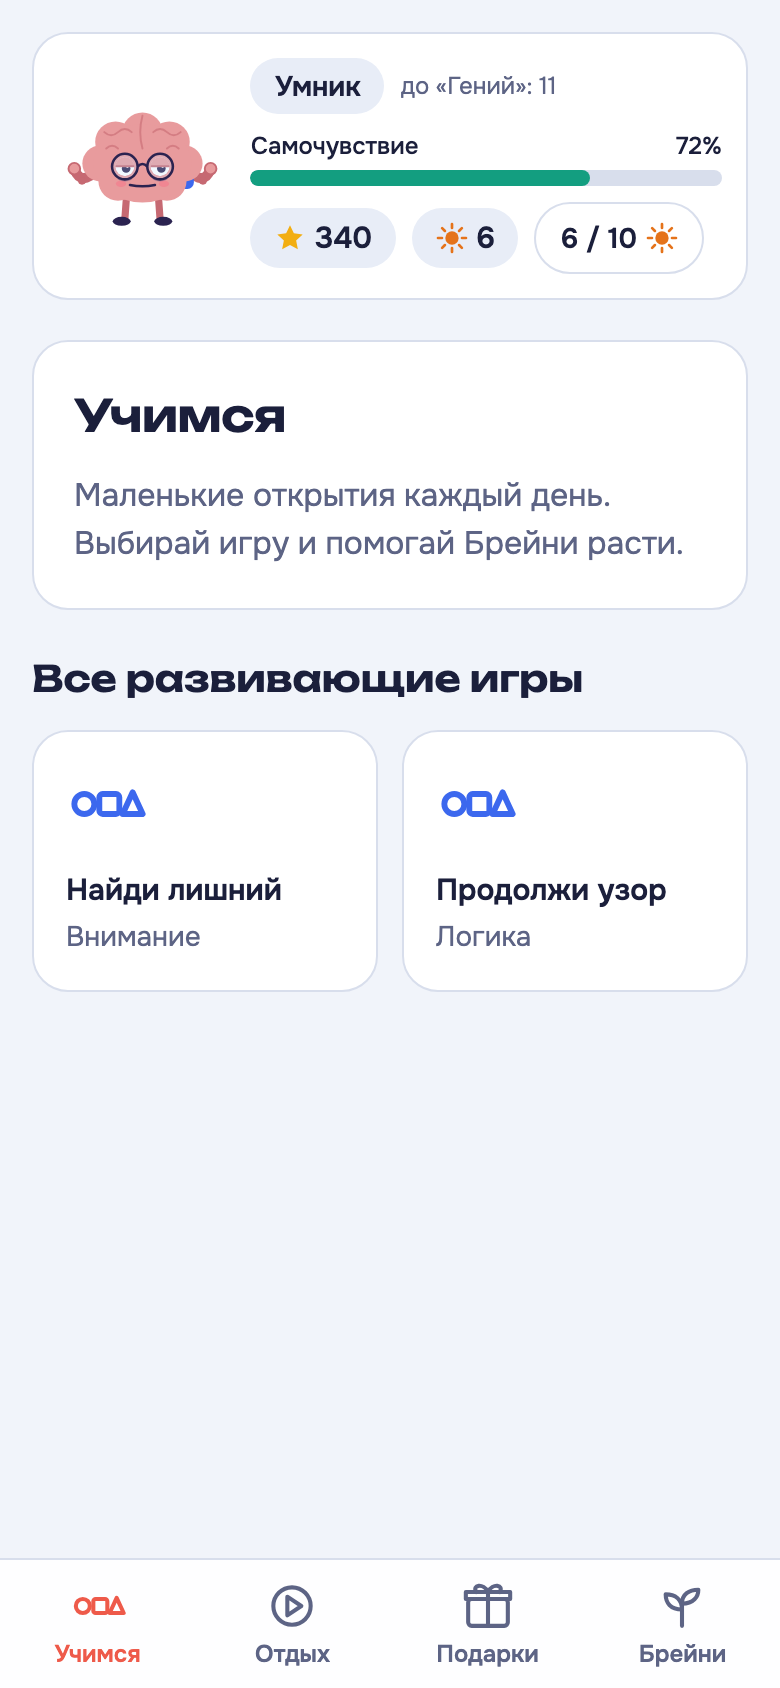 Умник
до «Гений»: 11
Самочувствие
72%
340
6
6 / 10
Учимся
Маленькие открытия каждый день.
Выбирай игру и помогай Брейни расти.
Все развивающие игры
Найди лишний
Внимание
Продолжи узор
Логика
Учимся
Отдых
Подарки
Брейни